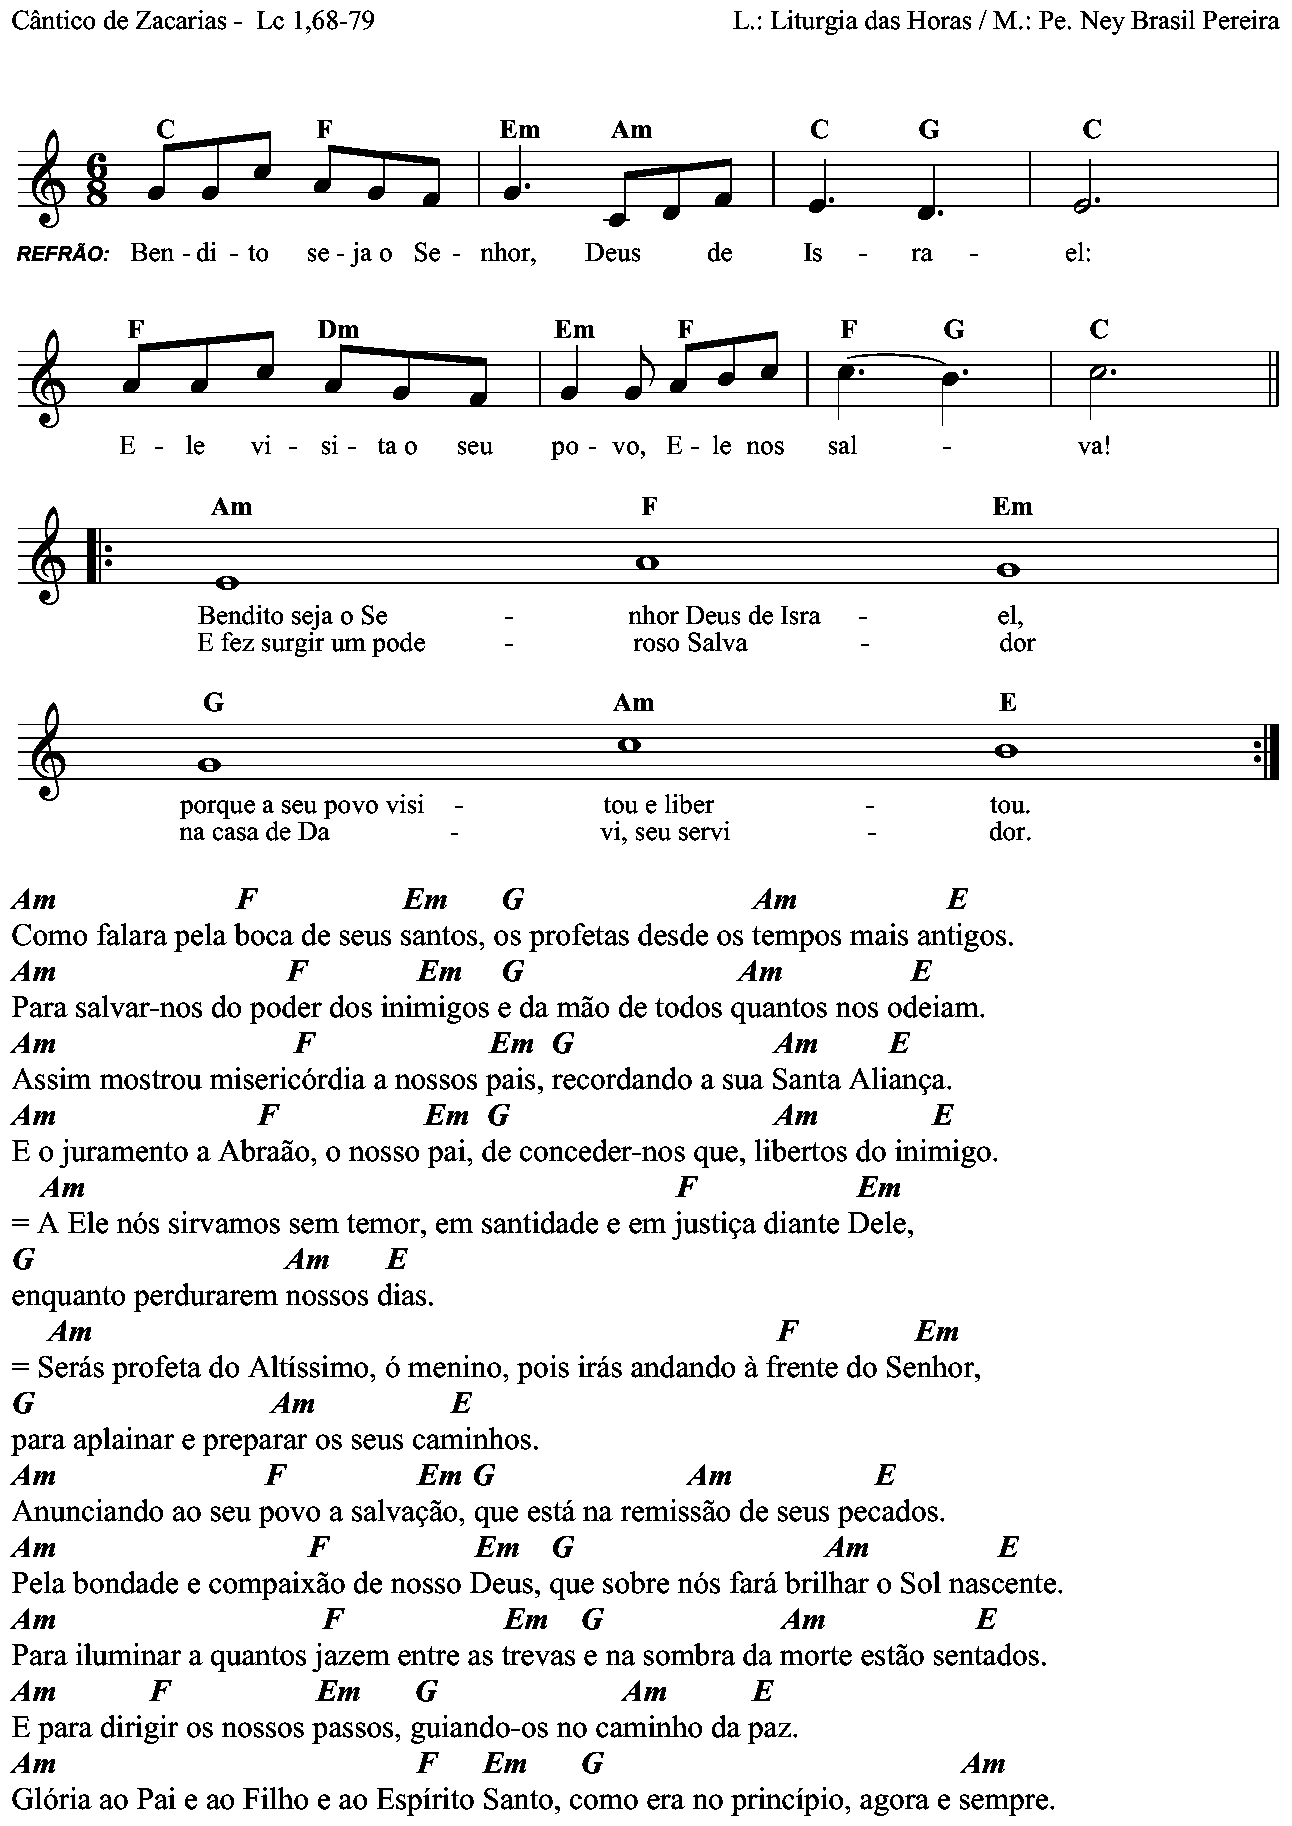 Cântico de Zacarias - Lc 1,68-79 L.: Liturgia das Horas / M.: Pe. Ney Brasil Pereira
C F Em Am C G C
6
8
REFRÃO: Ben - di - to se - ja o Se - nhor, Deus de Is - ra - el:
F Dm Em F F G C
E - le vi - si - ta o seu po - vo, E - le nos sal - va!
Am F Em
Bendito seja o Se - nhor Deus de Isra - el,
E fez surgir um pode - roso Salva - dor
G Am E
porque a seu povo visi - tou e liber - tou.
na casa de Da - vi, seu servi - dor.
Am F Em G Am E
Como falara pela boca de seus santos, os profetas desde os tempos mais antigos.
Am F Em G Am E
Para salvar-nos do poder dos inimigos e da mão de todos quantos nos odeiam.
Am F Em G Am E
Assim mostrou misericórdia a nossos pais, recordando a sua Santa Aliança.
Am F Em G Am E
E o juramento a Abraão, o nosso pai, de conceder-nos que, libertos do inimigo.
Am F Em
= A Ele nós sirvamos sem temor, em santidade e em justiça diante Dele,
G Am E
enquanto perdurarem nossos dias.
Am F Em
= Serás profeta do Altíssimo, ó menino, pois irás andando à frente do Senhor,
G Am E
para aplainar e preparar os seus caminhos.
Am F Em G Am E
Anunciando ao seu povo a salvação, que está na remissão de seus pecados.
Am F Em G Am E
Pela bondade e compaixão de nosso Deus, que sobre nós fará brilhar o Sol nascente.
Am F Em G Am E
Para iluminar a quantos jazem entre as trevas e na sombra da morte estão sentados.
Am F Em G Am E
E para dirigir os nossos passos, guiando-os no caminho da paz.
Am F Em G Am
Glória ao Pai e ao Filho e ao Espírito Santo, como era no princípio, agora e sempre.